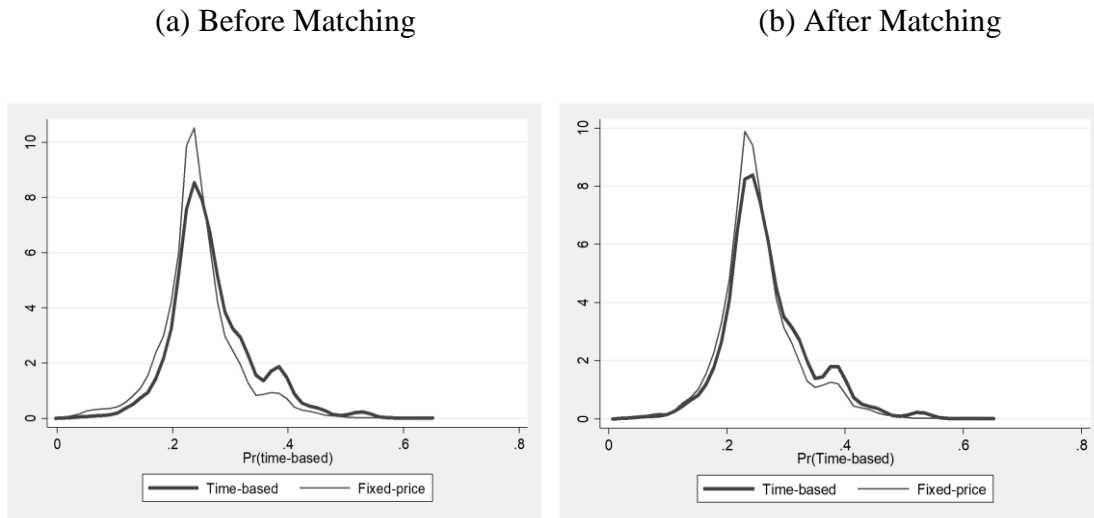 (a) Before Matching
(b) After Matching
10
8
6
4
2
0
0 .2 .4 .6 .8
Pr(time-based)
Time-based Fixed-price
10
8
6
4
2
0
0 .2 .4 .6 .8
Pr(Time-based)
Time-based Fixed-price